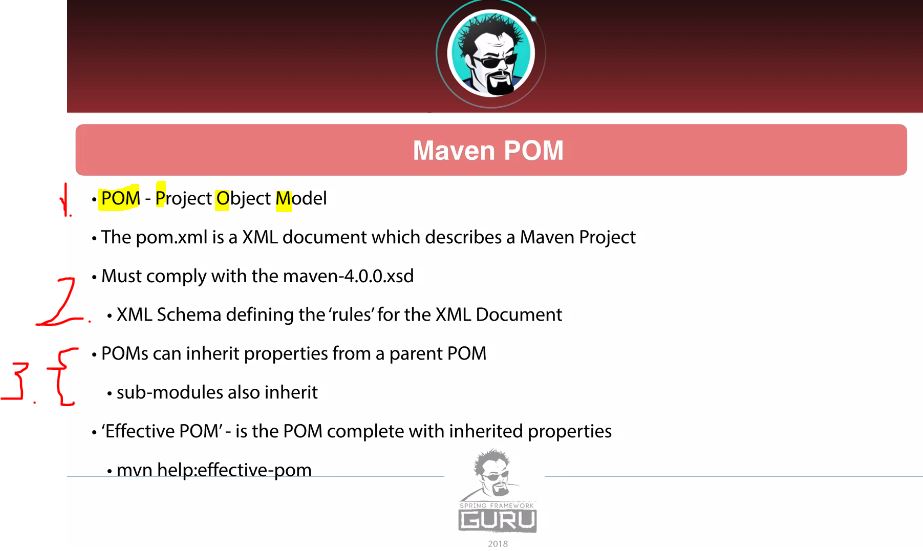 Maven POM
1.
• POM - Project Object Model
• The pom.xml is a XML document which describes a Maven Project
• Must comply with the maven-4.0.0.xsd
2.
• XML Schema defining the ‘rules’ for the XML Document
• POMs can inherit properties from a parent POM
3. {
• sub-modules also inherit
• ‘Effective POM’ - is the POM complete with inherited properties
• mvn help:effective-pom
SPRING FRAMEWORK
GURU
2018